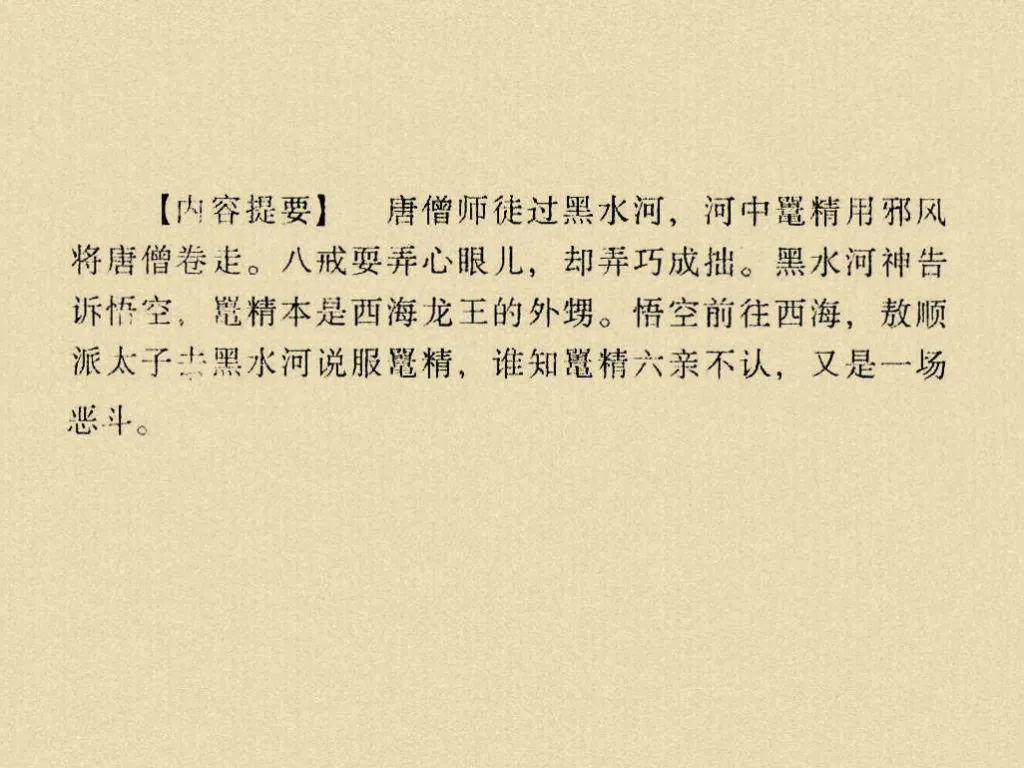 【内容提要】 唐僧师徒过黑水河，河中鼍精用邪风
将唐僧卷走。八戒耍弄心眼儿，却弄巧成拙。黑水河神告
诉悟空，鼍精本是西海龙王的外甥。悟空前往西海，敖顺
派太子去黑水河说服鼍精，谁知鼍精六亲不认，又是一场
恶斗。